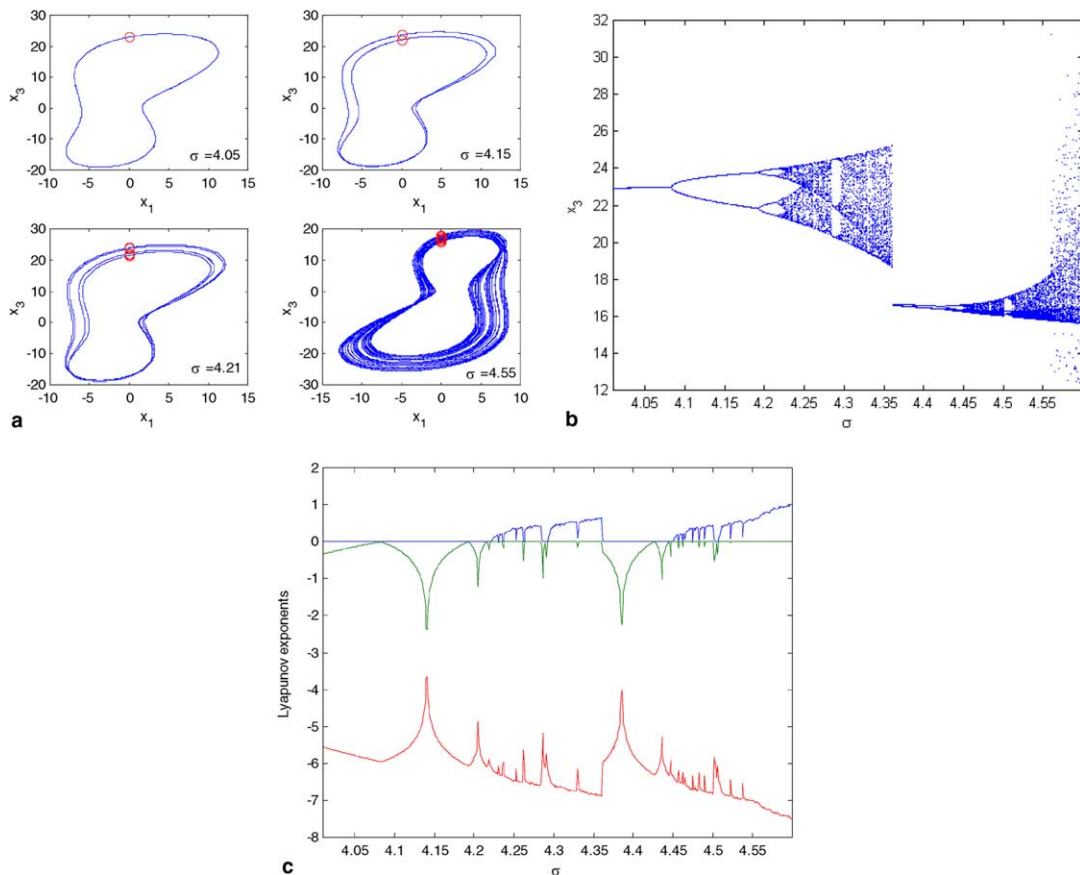 30
20
10
0
-10
-20
x3
-10 -5 0 5 10 15
x1
σ =4.05
30
20
10
0
-10
-20
x3
-10 -5 0 5 10 15
x1
σ =4.15
30
20
10
0
-10
-20
x3
-10 -5 0 5 10 15
x1
σ =4.21
20
10
0
-10
-20
30
x3
-15 -10 -5 0 5 10
x1
σ =4.55
a
32
30
28
26
24
22
20
18
16
14
12
x3
4.05 4.1 4.15 4.2 4.25 4.3 4.35 4.4 4.45 4.5 4.55
σ
b
2
1
0
-1
-2
-3
-4
-5
-6
-7
-8
Lyapunov exponents
4.05 4.1 4.15 4.2 4.25 4.3 4.35 4.4 4.45 4.5 4.55
σ
c